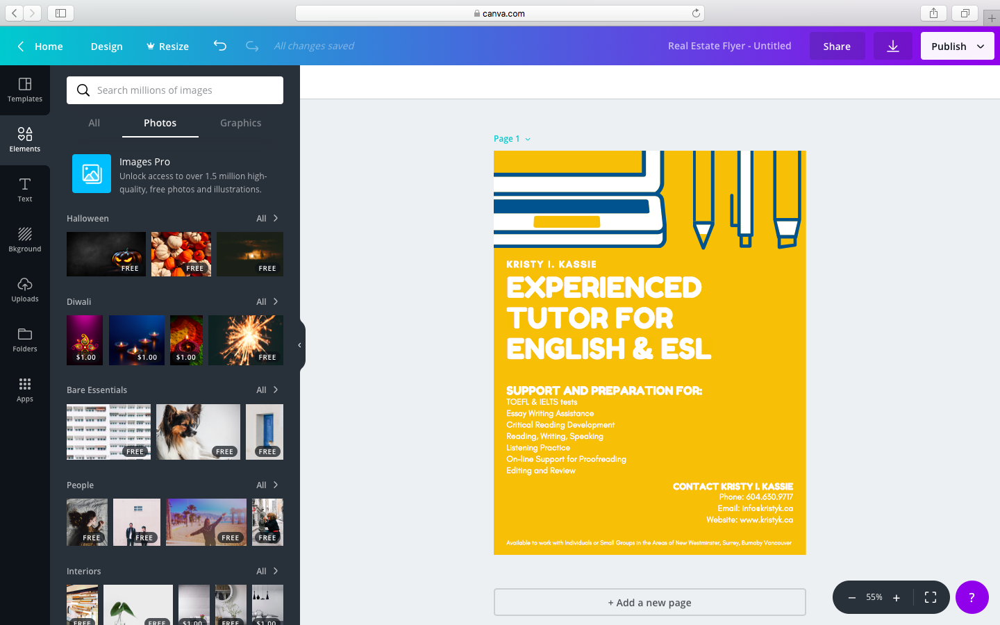 canva.com
Home
Design
Resize
All changes saved
Real Estate Flyer - Untitled
Share
Publish
Templates
Elements
Text
Bkground
Uploads
Folders
Apps
Search millions of images
All
Photos
Graphics
Images Pro
Unlock access to over 1.5 million high-
quality, free photos and illustrations.
Halloween
All
FREE
FREE
FREE
Diwali
All
$1.00
$1.00
$1.00
FREE
Bare Essentials
All
FREE
FREE
FREE
People
All
FREE
FREE
FREE
FREE
Interiors
All
FREE
FREE
$1.00
FREE
$1.00
Page 1
KRISTY I. KASSIE
EXPERIENCED
TUTOR FOR
ENGLISH & ESL
SUPPORT AND PREPARATION FOR:
TOEFL & IELTS tests
Essay Writing Assistance
Critical Reading Development
Reading, Writing, Speaking
Listening Practice
On-line Support for Proofreading
Editing and Review
CONTACT KRISTY I. KASSIE
Phone: 604.630.9717
Email: info@kristyk.ca
Website: www.kristyk.ca
Available to work with Individuals or Small Groups in the Areas of New Westminster, Surrey, Burnaby Vancouver
+ Add a new page
55%
?